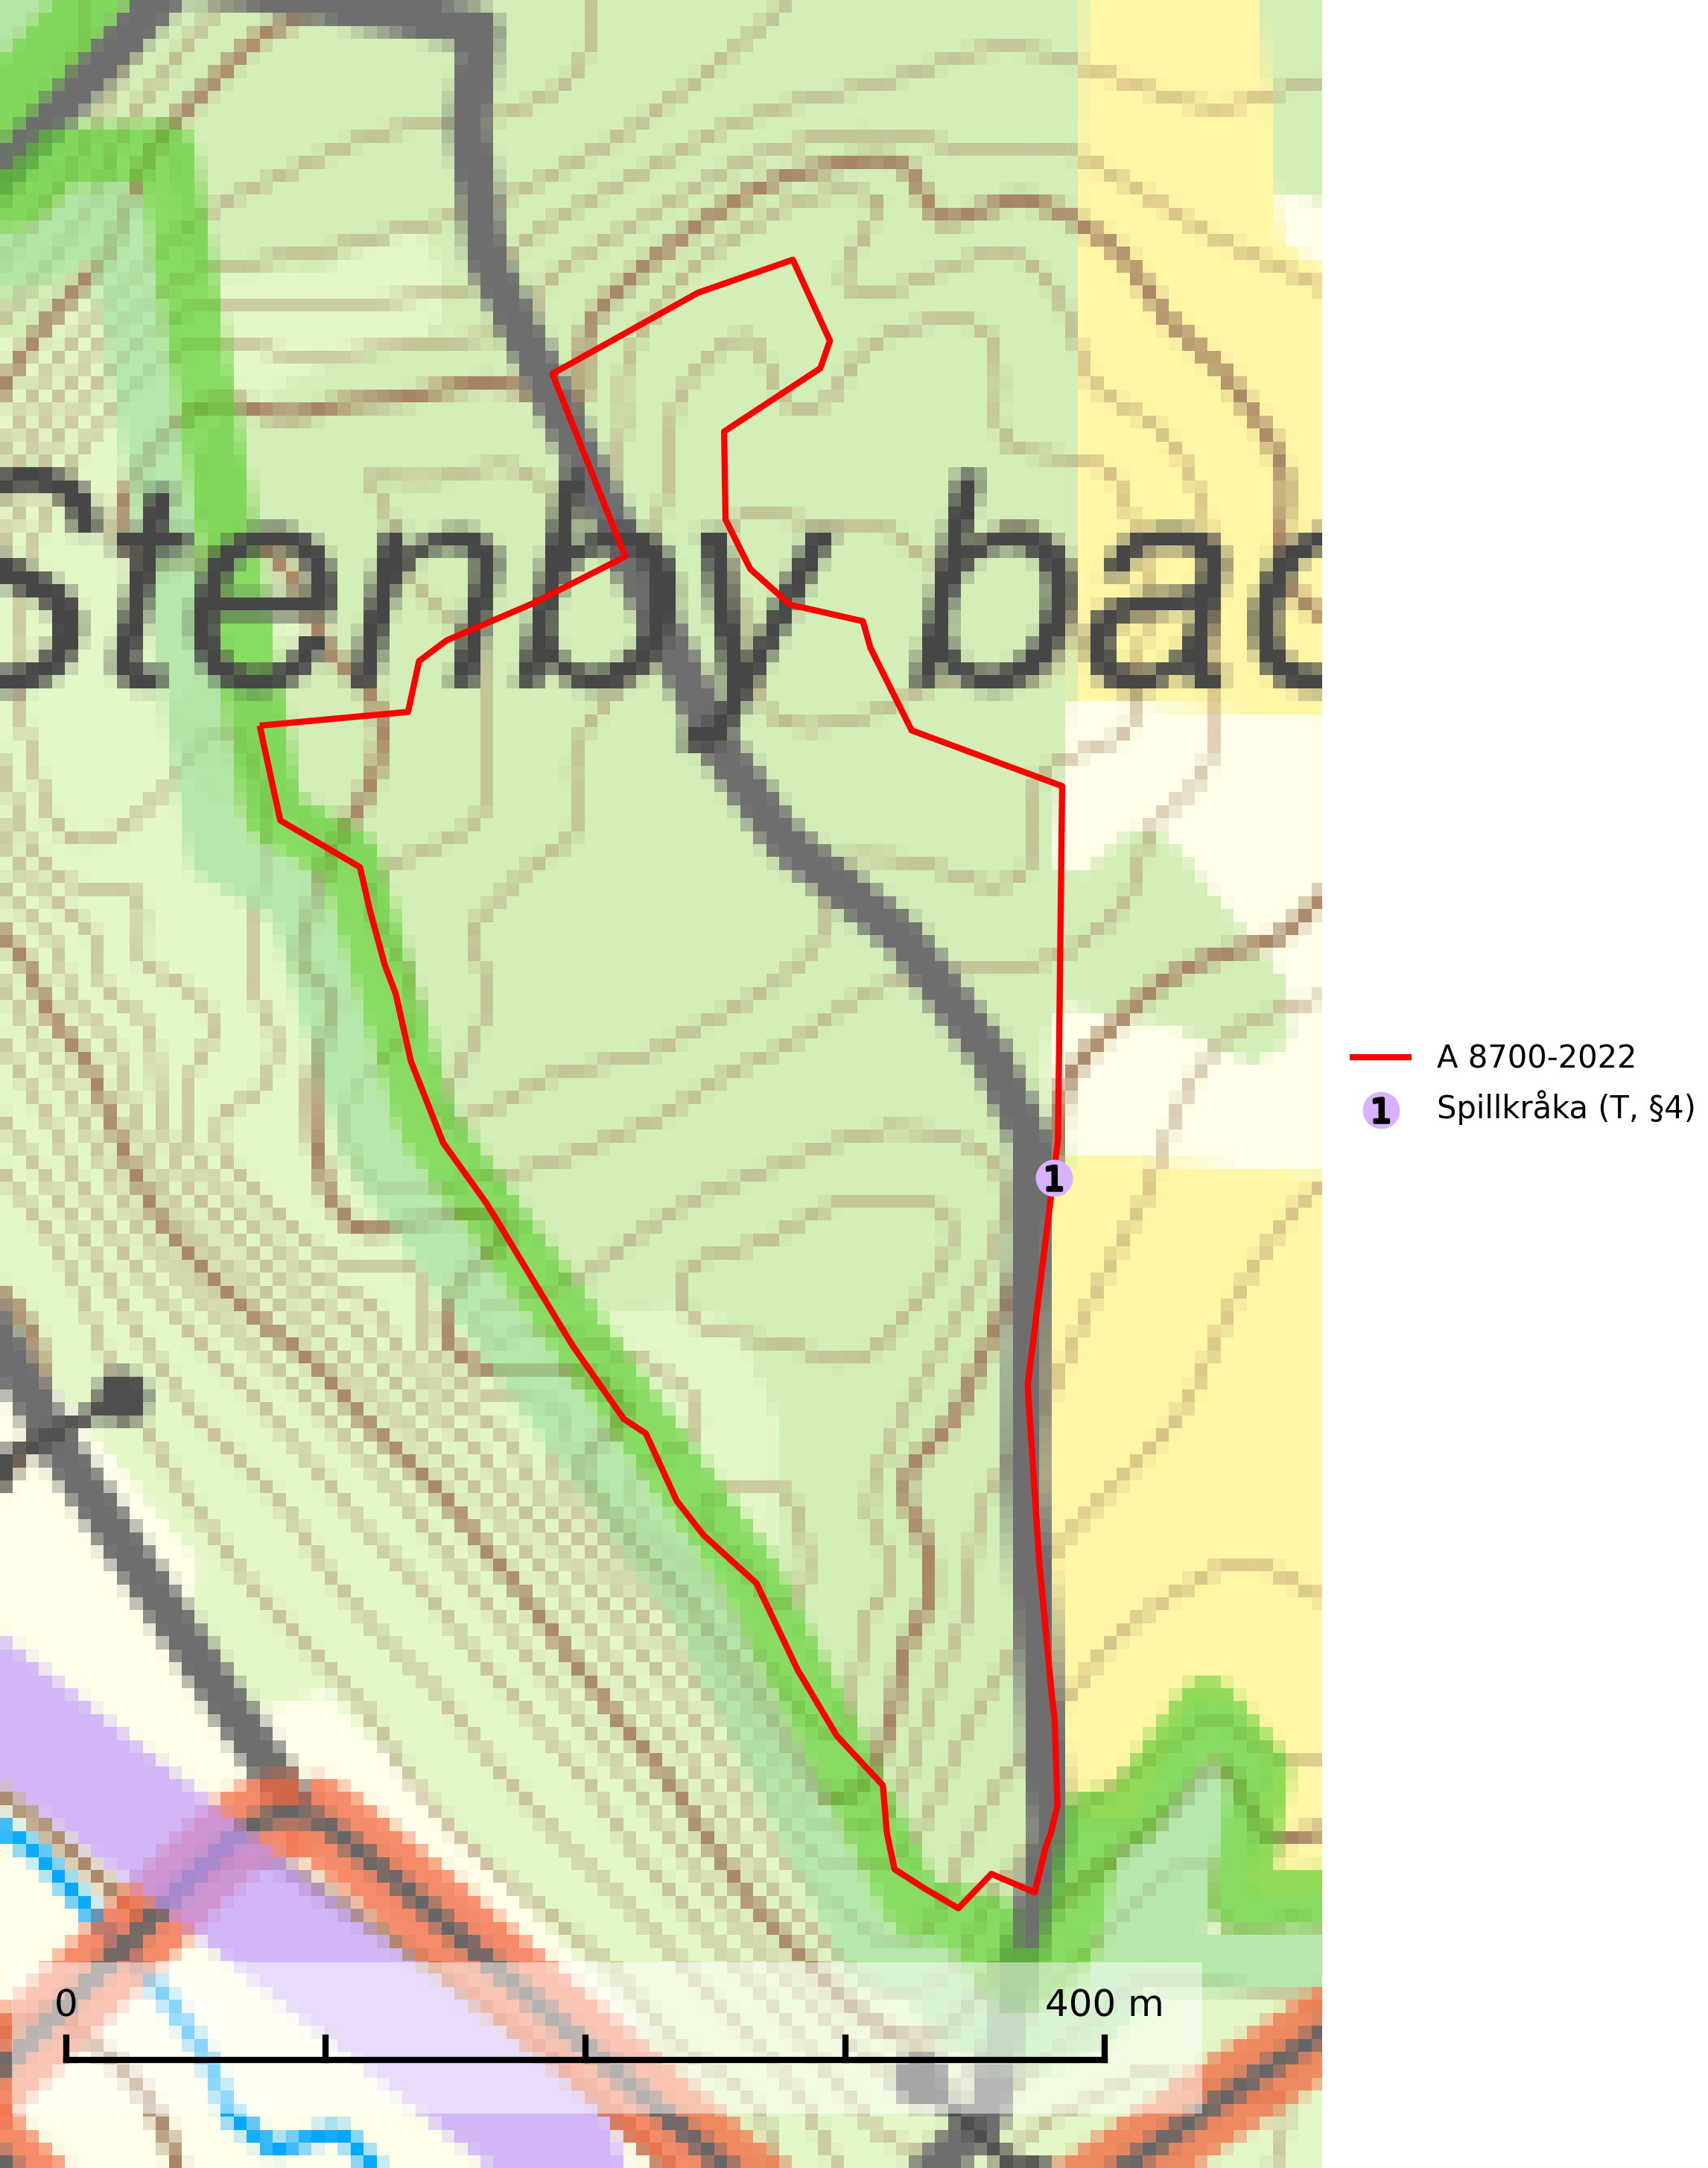 Stenby bac
A 8700-2022
1 Spillkråka (T, §4)
1
0 400 m